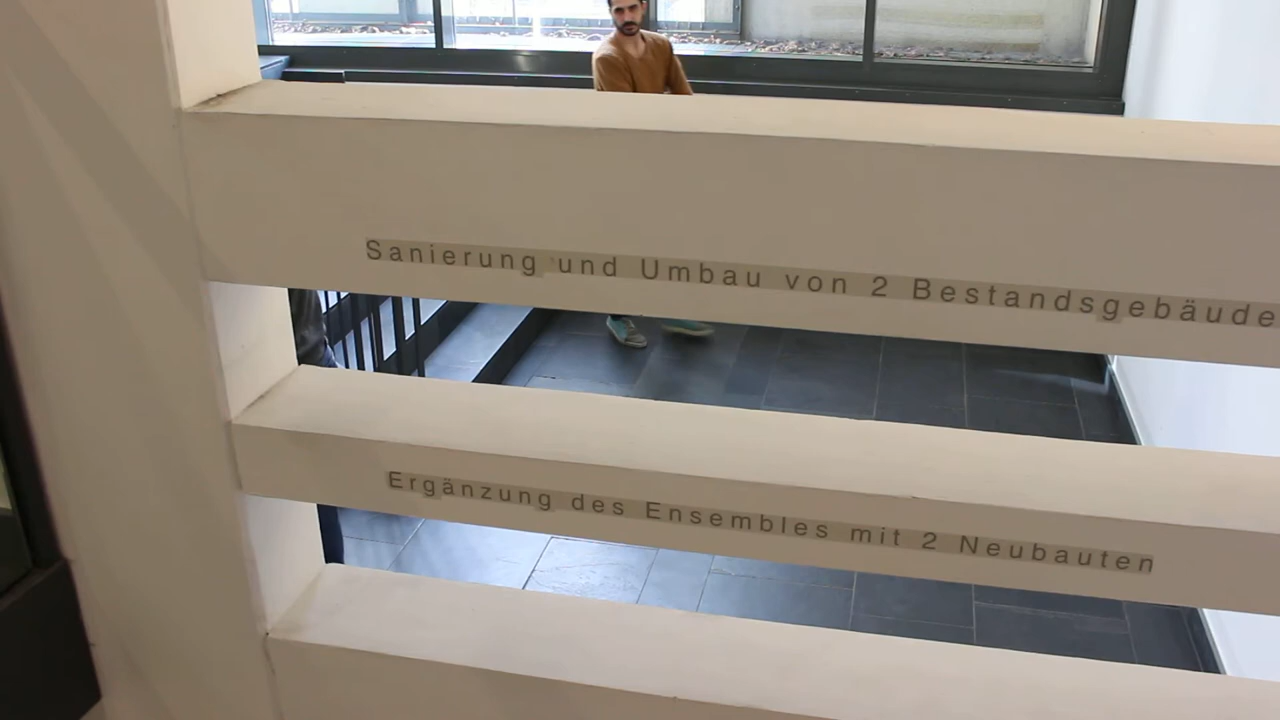 Sanierung und Umbau von 2 Bestandsgebäude
Ergänzung des Ensembles mit 2 Neubauten